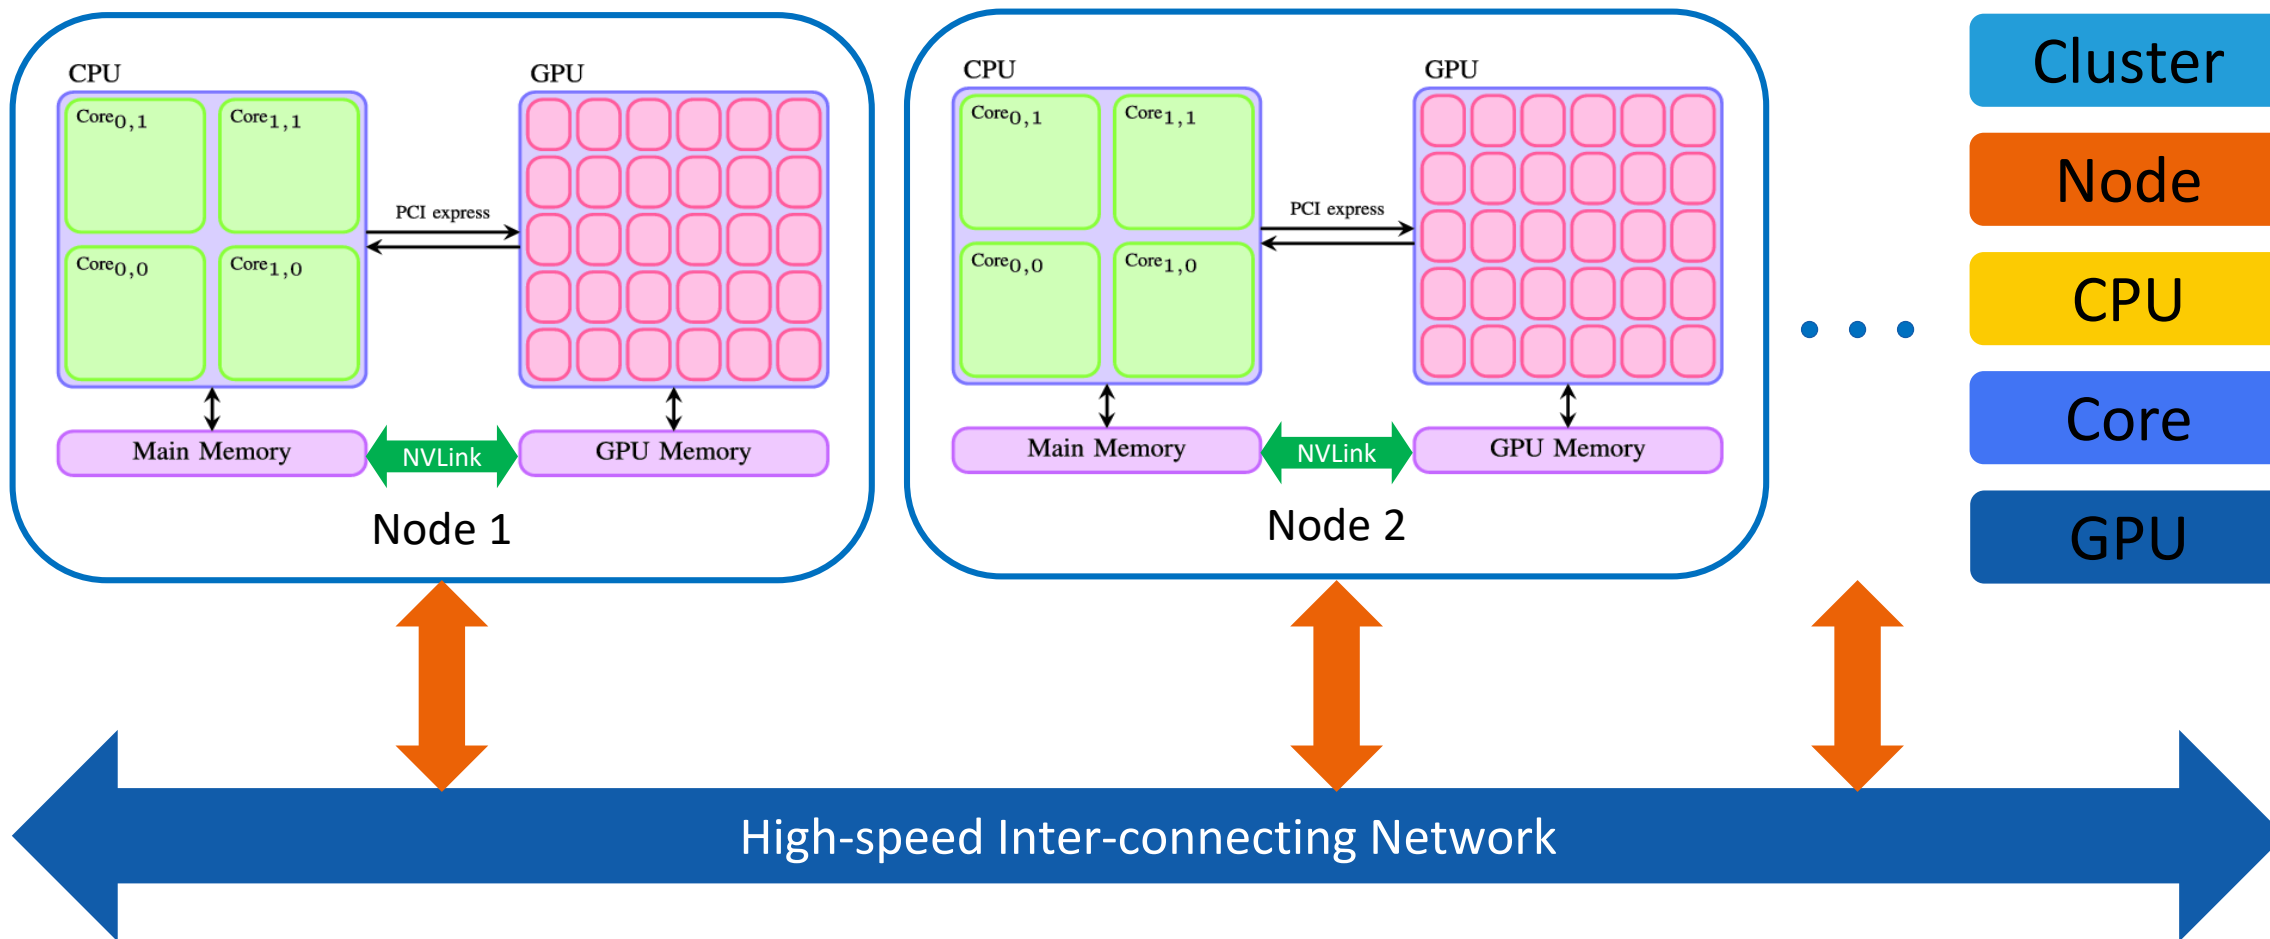 CPU
GPU
Core0,1
Core1,1
Core0,0
Core1,0
PCI express
Main Memory
NVLink
GPU Memory
Node 1
CPU
GPU
Core0,1
Core1,1
Core0,0
Core1,0
PCI express
Main Memory
NVLink
GPU Memory
Node 2
Cluster
Node
CPU
Core
GPU
High-speed Inter-connecting Network